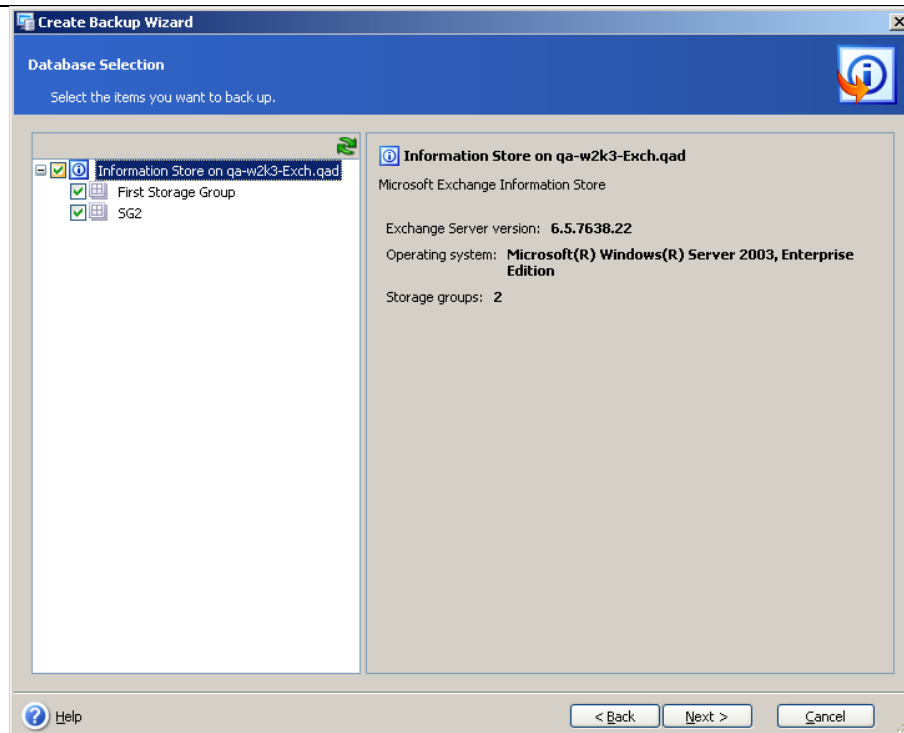 Create Backup Wizard
Database Selection
Select the items you want to back up.
Information Store on qa-w2k3-Exch.qad
First Storage Group
SG2
Information Store on qa-w2k3-Exch.qad
Microsoft Exchange Information Store
Exchange Server version: 6.5.7638.22
Operating system: Microsoft(R) Windows(R) Server 2003, Enterprise
Edition
Storage groups: 2
Help
< Back Next > Cancel